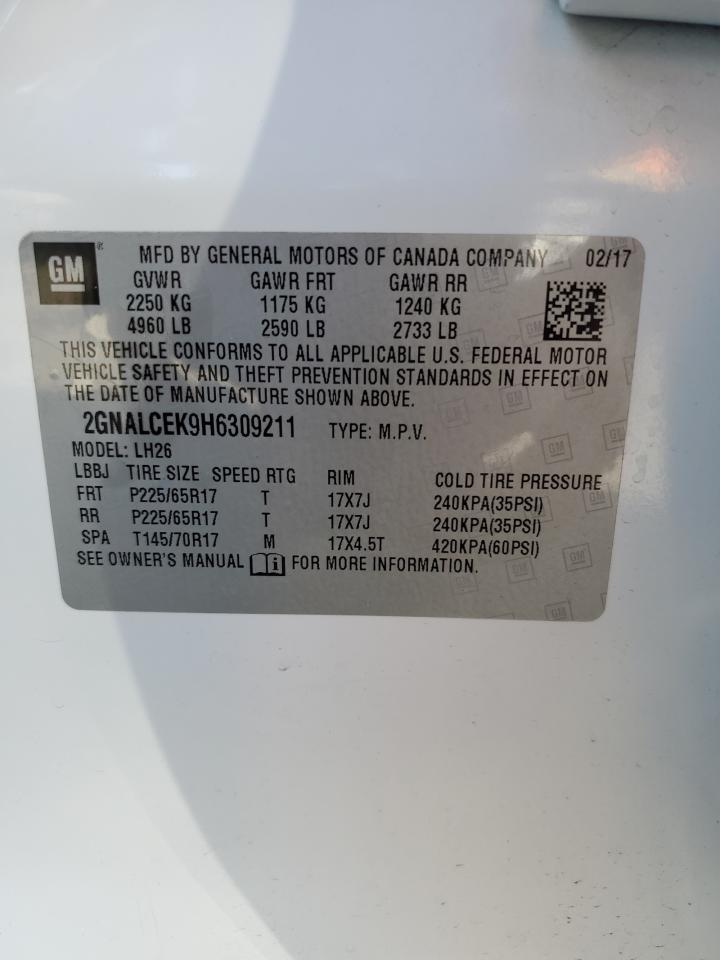 GM ® MFD BY GENERAL MOTORS OF CANADA COMPANY 02/17
GVWR GAWR FRT GAWR RR
2250 KG 1175 KG 1240 KG
4960 LB 2590 LB 2733 LB
THIS VEHICLE CONFORMS TO ALL APPLICABLE U.S. FEDERAL MOTOR
VEHICLE SAFETY AND THEFT PREVENTION STANDARDS IN EFFECT ON
THE DATE OF MANUFACTURE SHOWN ABOVE.
2GNALCEK9H6309211 TYPE: M.P.V.
MODEL: LH26
LBBJ TIRE SIZE SPEED RTG RIM COLD TIRE PRESSURE
FRT P225/65R17 T 17X7J 240KPA(35PSI)
RR P225/65R17 T 17X7J 240KPA(35PSI)
SPA T145/70R17 M 17X4.5T 420KPA(60PSI)
SEE OWNER'S MANUAL i FOR MORE INFORMATION.